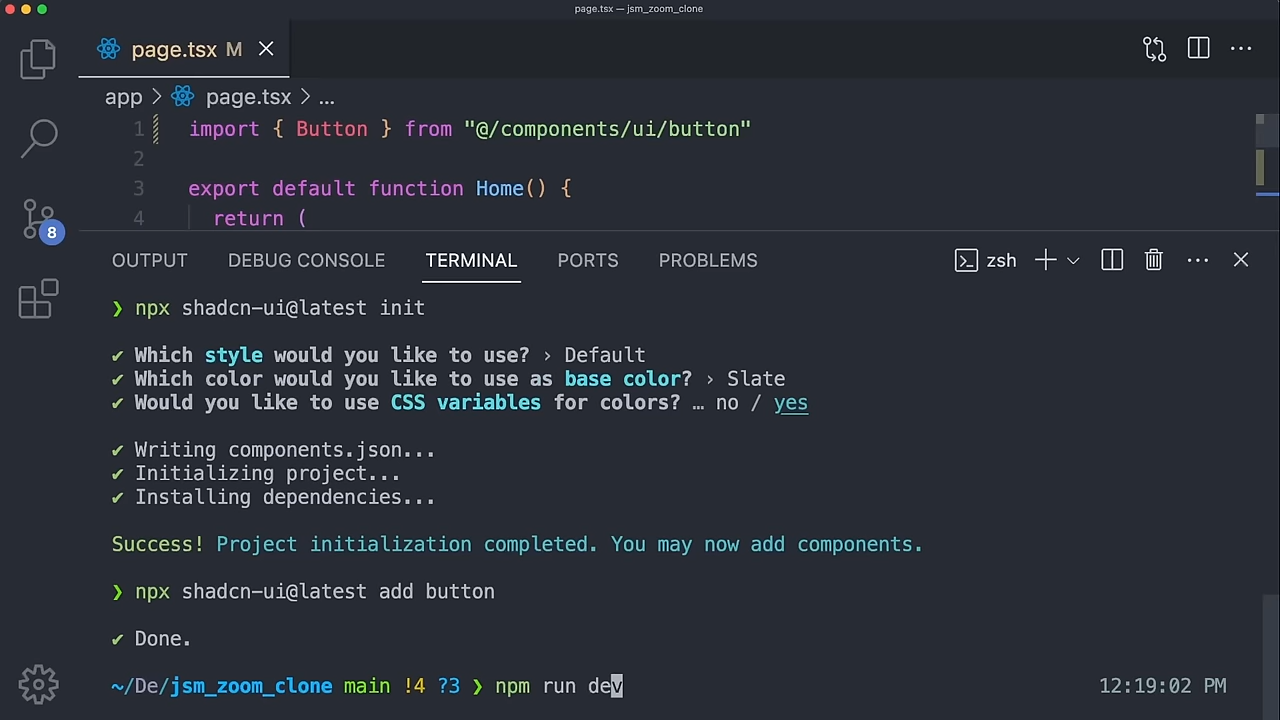 page.tsx — jsm_zoom_clone
page.tsx M
app > page.tsx > ...
1 import { Button } from "@/components/ui/button"
2
3 export default function Home() {
4 return (
8
OUTPUT DEBUG CONSOLE TERMINAL PORTS PROBLEMS zsh
❯ npx shadcn-ui@latest init
✔ Which style would you like to use? › Default
✔ Which color would you like to use as base color? › Slate
✔ Would you like to use CSS variables for colors? … no / yes
✔ Writing components.json...
✔ Initializing project...
✔ Installing dependencies...
Success! Project initialization completed. You may now add components.
❯ npx shadcn-ui@latest add button
✔ Done.
~/De/jsm_zoom_clone main !4 ?3 ❯ npm run dev 12:19:02 PM